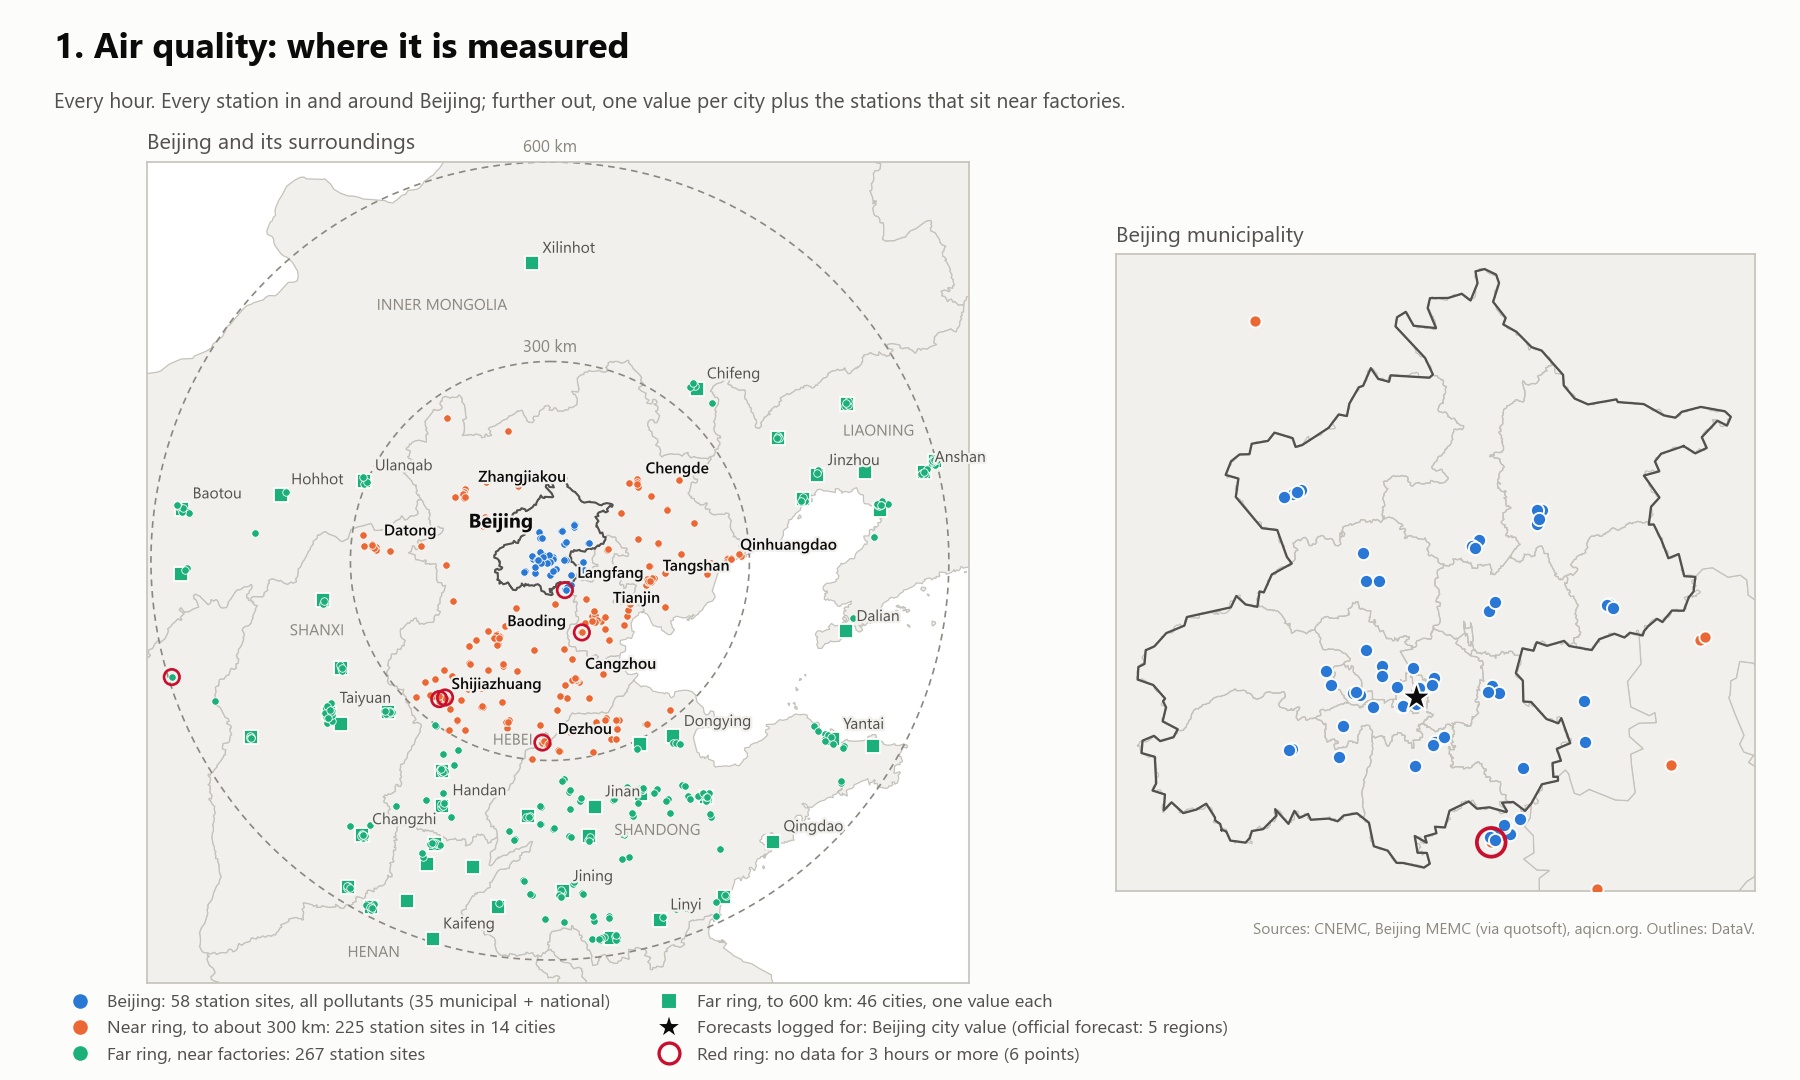 1. Air quality: where it is measured
Every hour. Every station in and around Beijing; further out, one value per city plus the stations that sit near factories.
Beijing and its surroundings
600 km
Xilinhot
INNER MONGOLIA
300 km
Chifeng
LIAONING
Ulanqab
Zhangjiakou
Chengde
Jinzhou
Anshan
Hohhot
Baotou
Beijing
Datong
Qinhuangdao
Langfang
Tangshan
Tianjin
Baoding
Dalian
SHANXI
Cangzhou
Shijiazhuang
Taiyuan
Dezhou
Dongying
Yantai
HEBEI
Handan
Jinan
Changzhi
SHANDONG
Qingdao
Jining
Linyi
Kaifeng
HENAN
Beijing municipality
Sources: CNEMC, Beijing MEMC (via quotsoft), aqicn.org. Outlines: DataV.
Beijing: 58 station sites, all pollutants (35 municipal + national)
Near ring, to about 300 km: 225 station sites in 14 cities
Far ring, near factories: 267 station sites
Far ring, to 600 km: 46 cities, one value each
Forecasts logged for: Beijing city value (official forecast: 5 regions)
Red ring: no data for 3 hours or more (6 points)